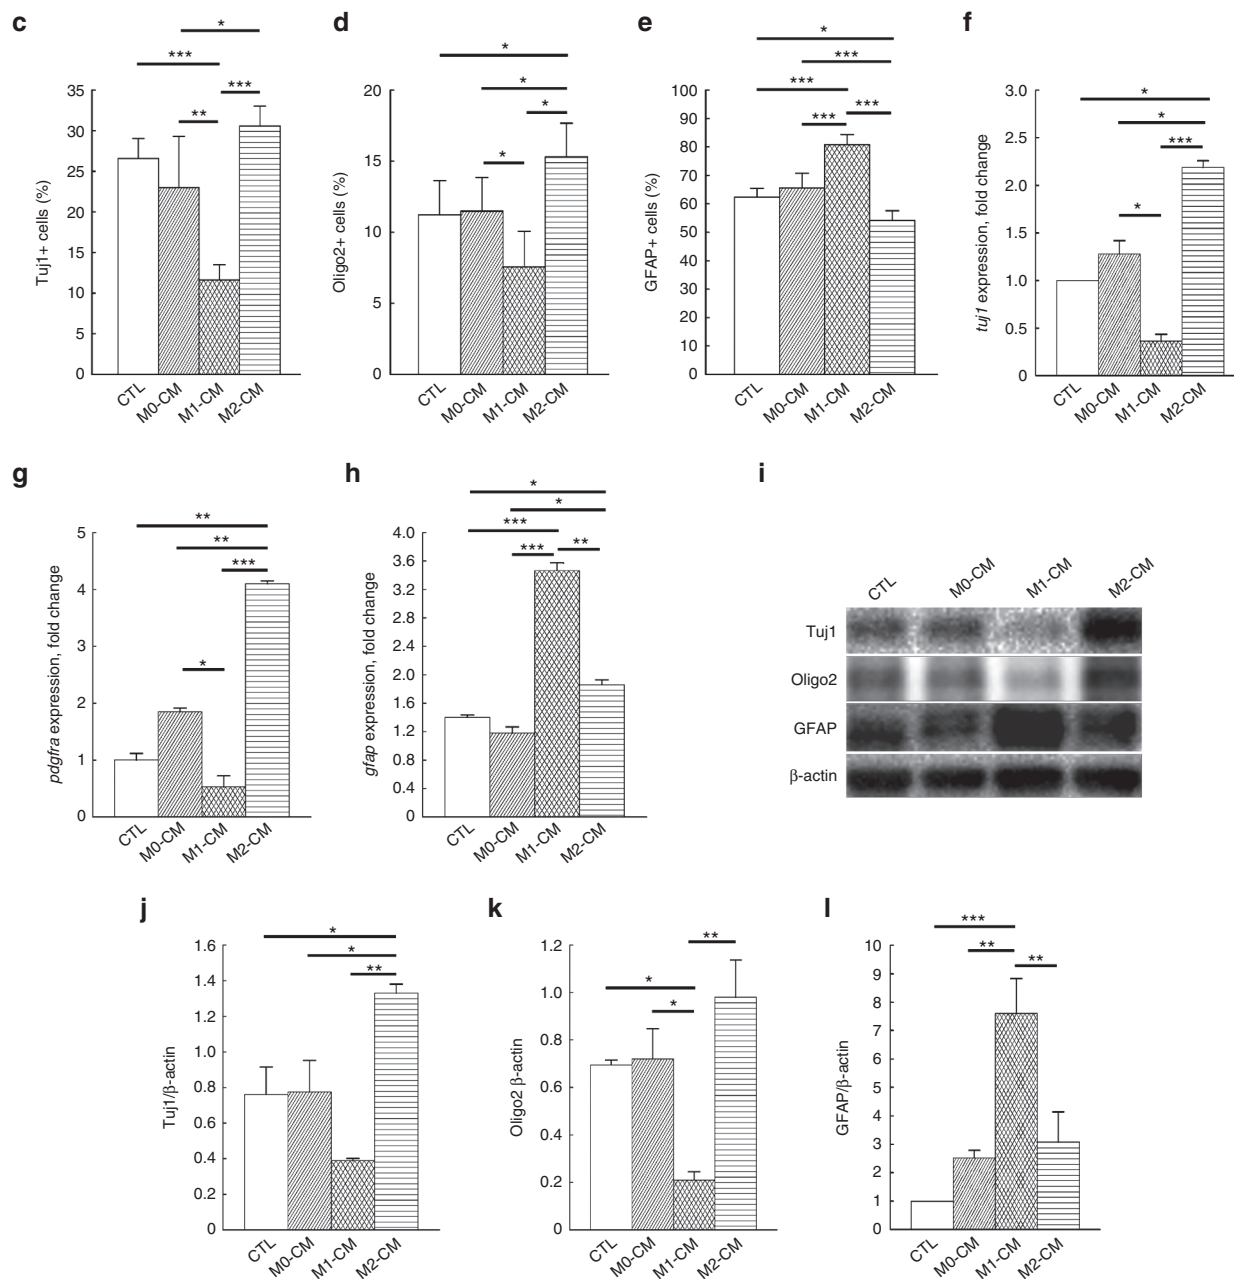 c
*
***
***
**
Tuj1+ cells (%)
35
30
25
20
15
10
5
0
CTL
M0-CM
M1-CM
M2-CM
d
*
*
*
*
Oligo2+ cells (%)
20
15
10
5
0
CTL
M0-CM
M1-CM
M2-CM
e
*
***
***
***
***
GFAP+ cells (%)
100
90
80
70
60
50
40
30
20
10
0
CTL
M0-CM
M1-CM
M2-CM
f
*
*
***
*
tuj1 expression, fold change
3.0
2.5
2.0
1.5
1.0
0.5
0
CTL
M0-CM
M1-CM
M2-CM
g
**
**
***
*
pdgfra expression, fold change
5
4
2
1
0
CTL
M0-CM
M1-CM
M2-CM
h
*
*
***
***
**
gfap expression, fold change
4.0
3.6
2.8
2.4
2.0
1.4
1.2
0.8
0.4
0
CTL
M0-CM
M1-CM
M2-CM
i
CTL
M0-CM
M1-CM
M2-CM
Tuj1
Oligo2
GFAP
β-actin
j
*
*
**
Tuj1/β-actin
1.6
1.4
1.2
1.0
0.8
0.6
0.4
0.2
0
CTL
M0-CM
M1-CM
M2-CM
k
**
*
*
Oligo2 β-actin
1.2
1.0
0.8
0.6
0.4
0.2
0
CTL
M0-CM
M1-CM
M2-CM
l
***
**
**
GFAP/β-actin
10
9
8
7
6
5
4
3
2
1
0
CTL
M0-CM
M1-CM
M2-CM